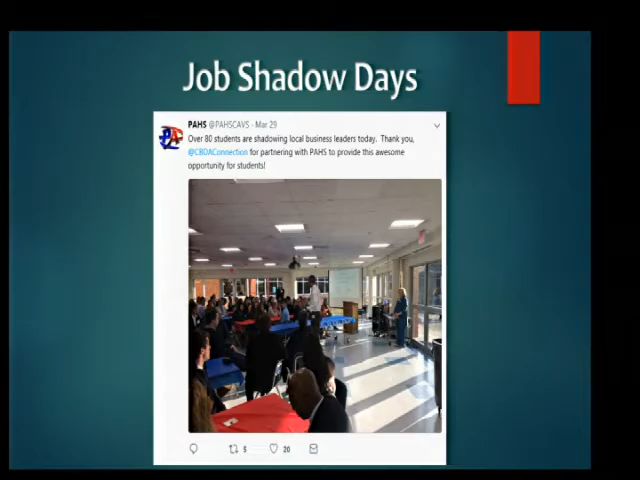 Job Shadow Days
PAHS @PAHSCAVS · Mar 29
Over 80 students are shadowing local business leaders today. Thank you,
@CBDAConnection for partnering with PAHS to provide this awesome
opportunity for students!
5 20